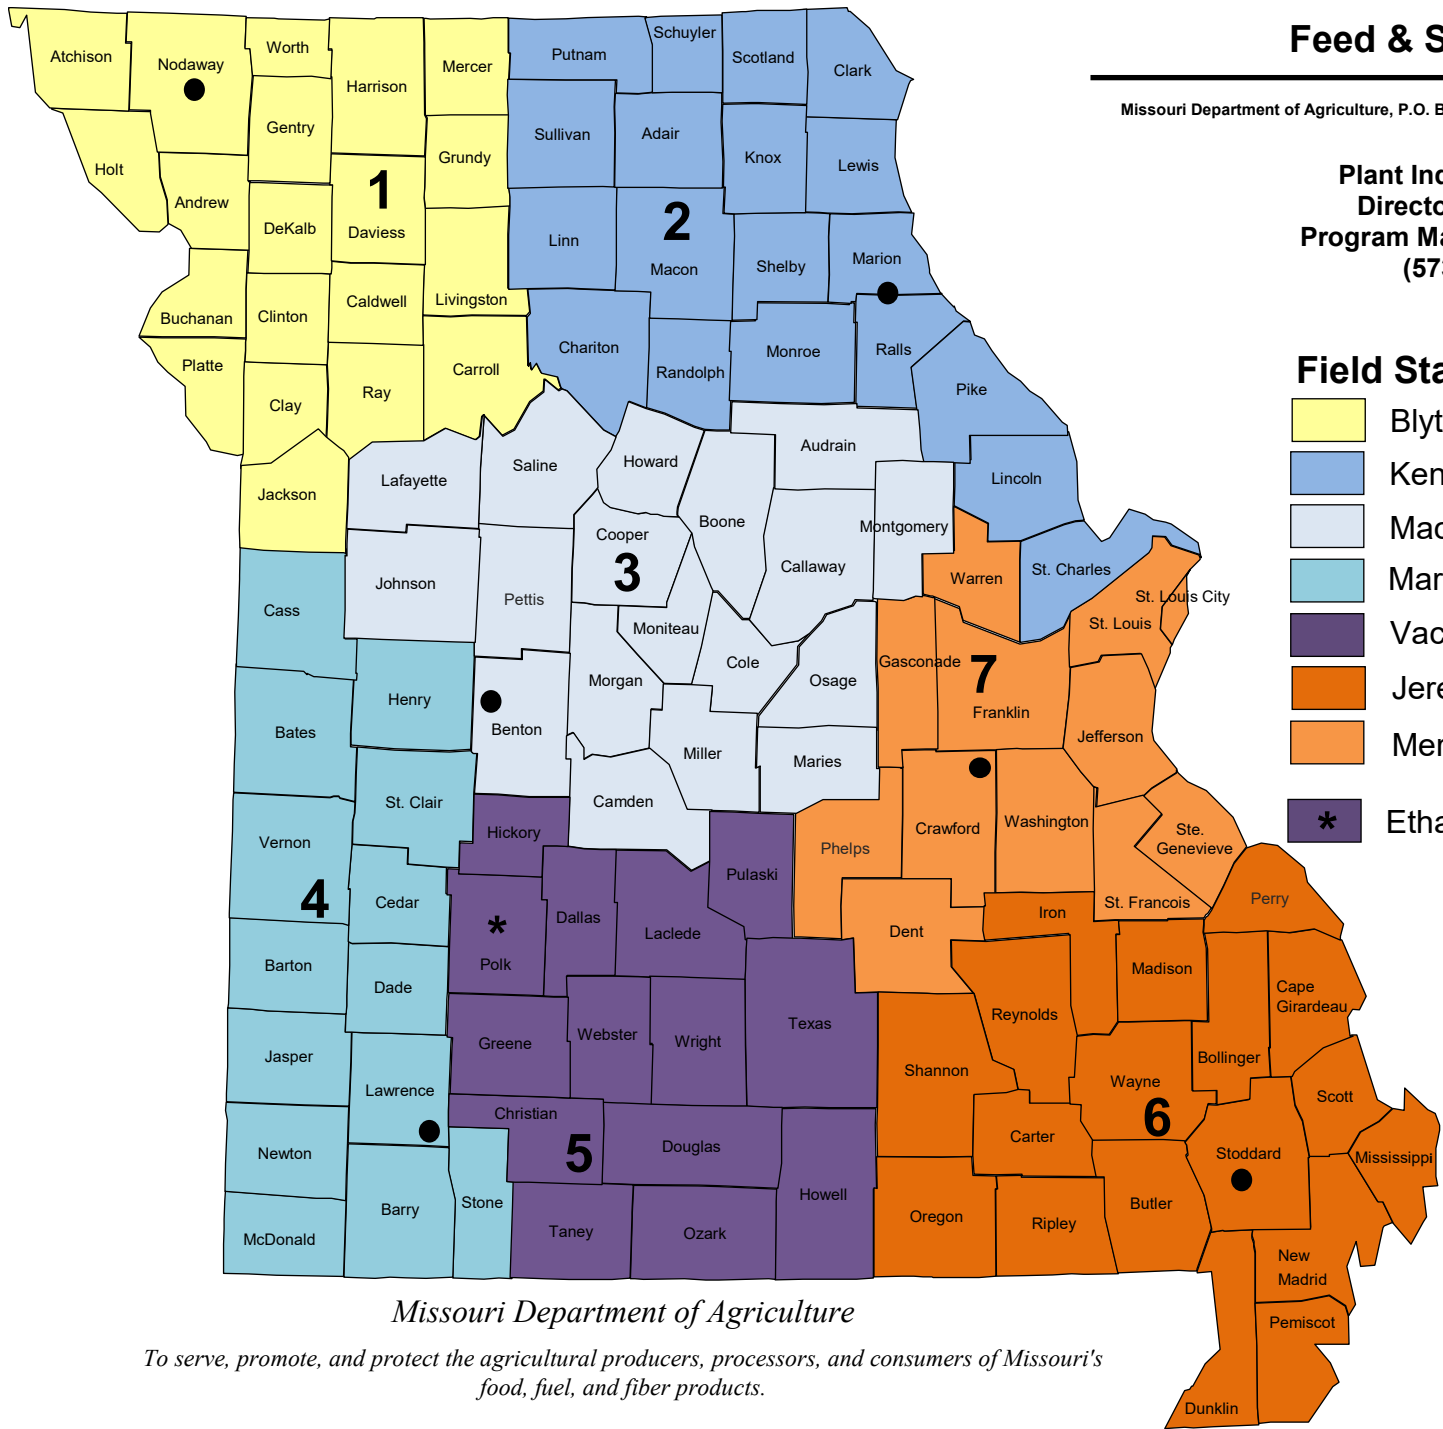 Feed & S
Missouri Department of Agriculture, P.O. B
Plant Ind
Directo
Program Ma
(573
Field Sta
Blyt
Ken
Mac
Mar
Vac
Jere
Mer
* Etha
Atchison
Nodaway
Worth
Harrison
Mercer
Putnam
Schuyler
Scotland
Clark
Holt
Gentry
Grundy
Sullivan
Adair
Knox
Lewis
Andrew
DeKalb
1
Daviess
Linn
2
Macon
Shelby
Marion
Buchanan
Clinton
Caldwell
Livingston
Chariton
Randolph
Monroe
Ralls
Pike
Platte
Clay
Ray
Carroll
Jackson
Lafayette
Saline
Howard
Audrain
Lincoln
Cooper
3
Boone
Callaway
Montgomery
Warren
St. Charles
St. Louis City
St. Louis
Cass
Johnson
Pettis
Moniteau
Cole
Osage
Gasconade
7
Franklin
Jefferson
Bates
Henry
Benton
Morgan
Miller
Maries
Vernon
St. Clair
Hickory
Camden
Pulaski
Phelps
Crawford
Washington
Ste.
Genevieve
St. Francois
Perry
4
Cedar
*
Polk
Dallas
Laclede
Dent
Iron
Madison
Cape
Girardeau
Barton
Dade
Greene
Webster
Wright
Texas
Reynolds
Bollinger
Jasper
Lawrence
Christian
5
Douglas
Shannon
Carter
Wayne
6
Scott
Mississippi
Stoddard
Newton
McDonald
Barry
Stone
Taney
Ozark
Howell
Oregon
Ripley
Butler
New
Madrid
Pemiscot
Dunklin
Missouri Department of Agriculture
To serve, promote, and protect the agricultural producers, processors, and consumers of Missouri's
food, fuel, and fiber products.